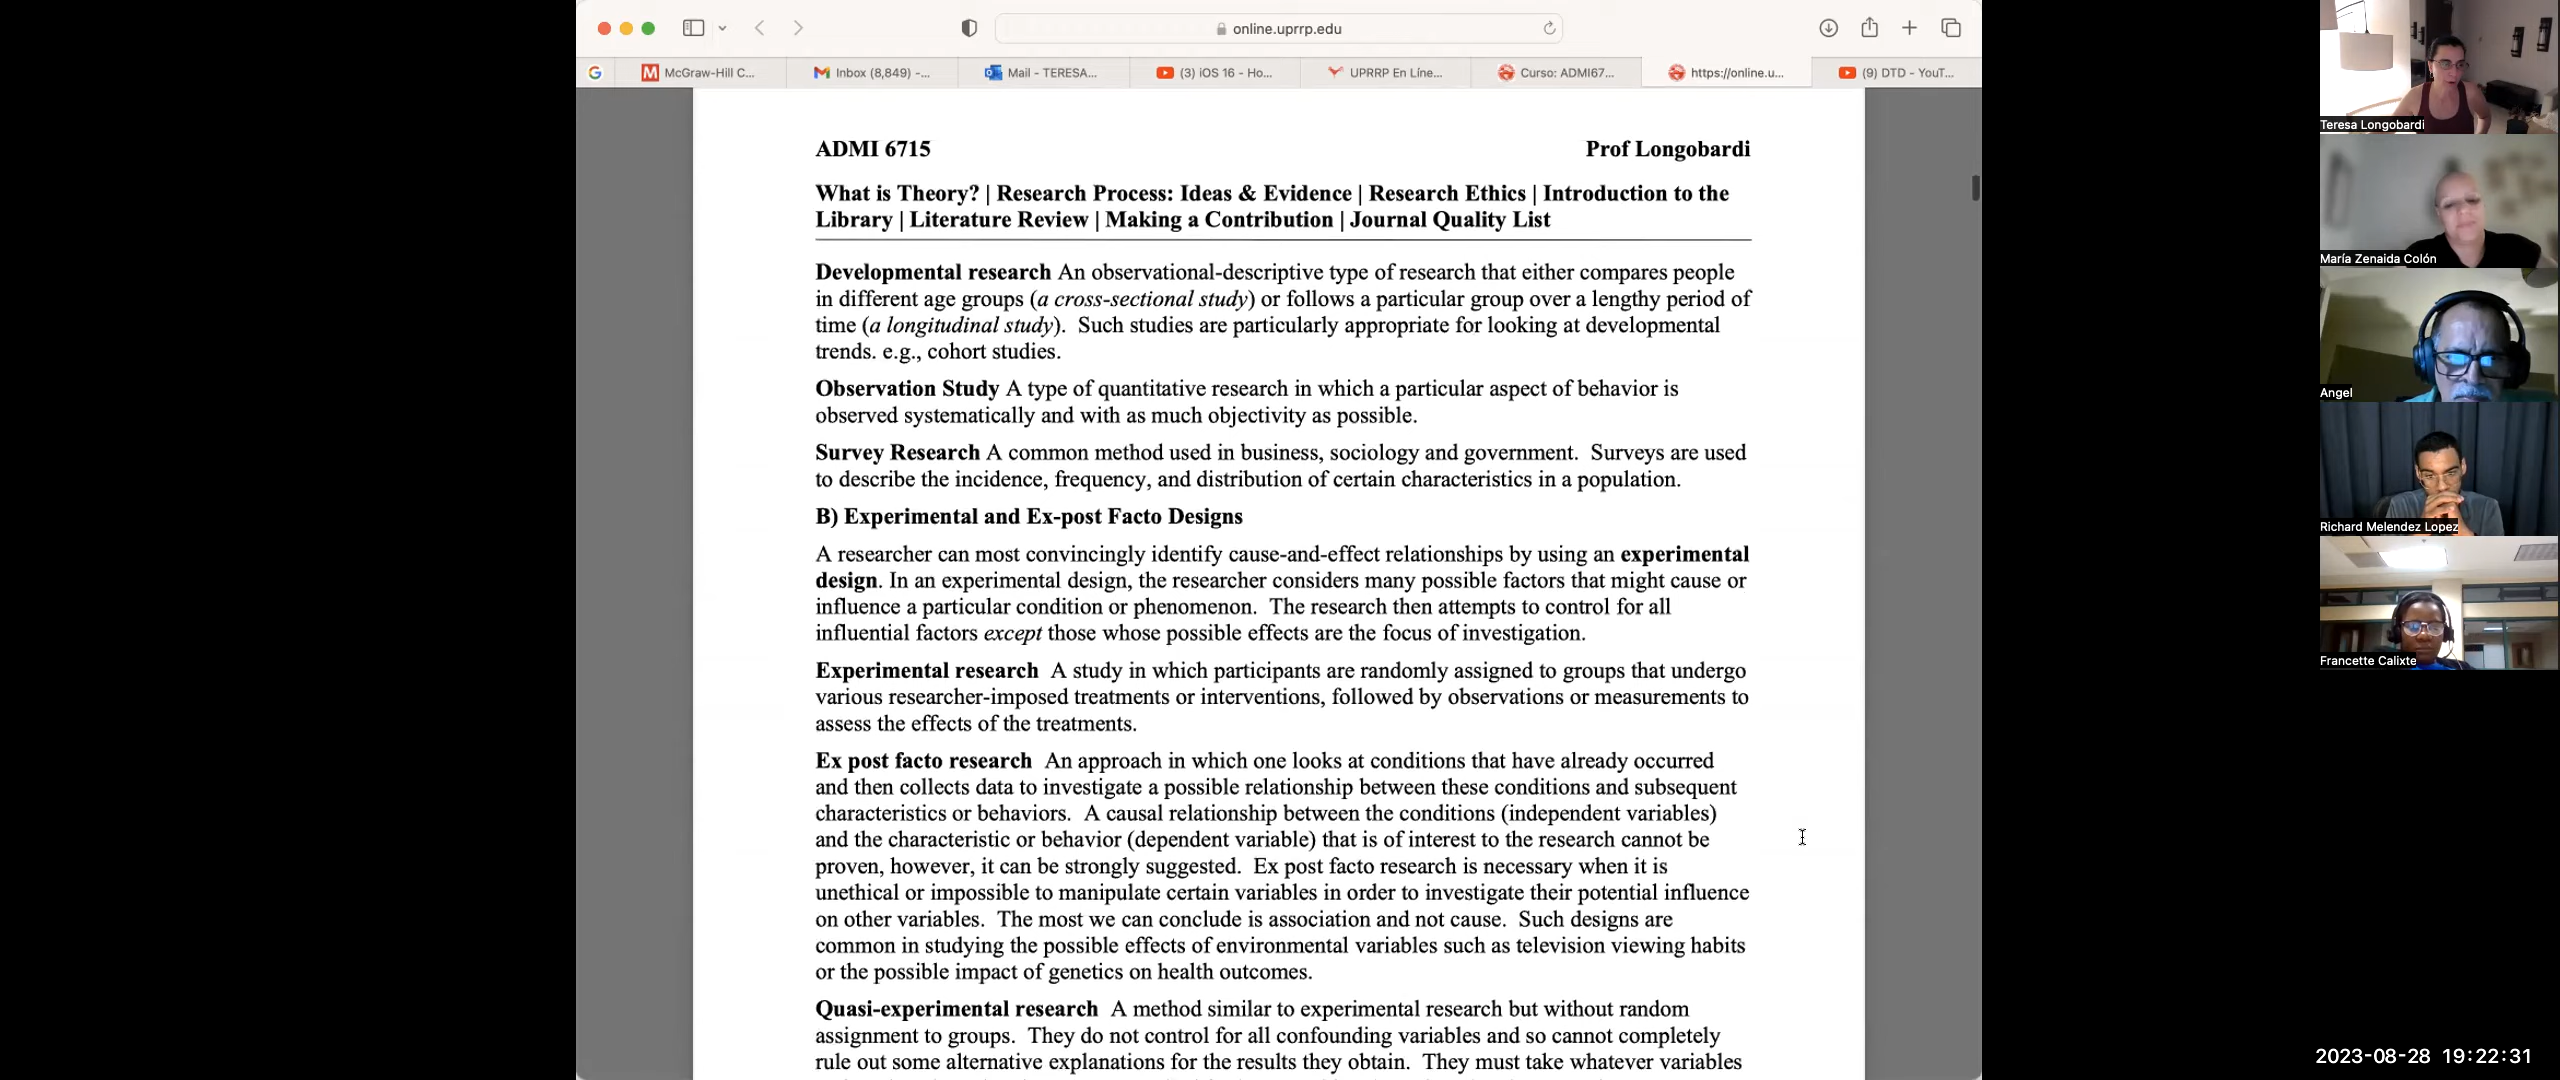 online.uprrp.edu
McGraw-Hill C...
Inbox (8,849) -...
Mail - TERESA...
(3) iOS 16 - Ho...
UPRRP En Líne...
Curso: ADMI67...
https://online.u...
(9) DTD - YouT...
ADMI 6715 Prof Longobardi
What is Theory? | Research Process: Ideas & Evidence | Research Ethics | Introduction to the
Library | Literature Review | Making a Contribution | Journal Quality List
Developmental research An observational-descriptive type of research that either compares people
in different age groups (a cross-sectional study) or follows a particular group over a lengthy period of
time (a longitudinal study). Such studies are particularly appropriate for looking at developmental
trends. e.g., cohort studies.
Observation Study A type of quantitative research in which a particular aspect of behavior is
observed systematically and with as much objectivity as possible.
Survey Research A common method used in business, sociology and government. Surveys are used
to describe the incidence, frequency, and distribution of certain characteristics in a population.
B) Experimental and Ex-post Facto Designs
A researcher can most convincingly identify cause-and-effect relationships by using an experimental
design. In an experimental design, the researcher considers many possible factors that might cause or
influence a particular condition or phenomenon. The research then attempts to control for all
influential factors except those whose possible effects are the focus of investigation.
Experimental research A study in which participants are randomly assigned to groups that undergo
various researcher-imposed treatments or interventions, followed by observations or measurements to
assess the effects of the treatments.
Ex post facto research An approach in which one looks at conditions that have already occurred
and then collects data to investigate a possible relationship between these conditions and subsequent
characteristics or behaviors. A causal relationship between the conditions (independent variables)
and the characteristic or behavior (dependent variable) that is of interest to the research cannot be
proven, however, it can be strongly suggested. Ex post facto research is necessary when it is
unethical or impossible to manipulate certain variables in order to investigate their potential influence
on other variables. The most we can conclude is association and not cause. Such designs are
common in studying the possible effects of environmental variables such as television viewing habits
or the possible impact of genetics on health outcomes.
Quasi-experimental research A method similar to experimental research but without random
assignment to groups. They do not control for all confounding variables and so cannot completely
rule out some alternative explanations for the results they obtain. They must take whatever variables
Teresa Longobardi
María Zenaida Colón
Angel
Richard Melendez Lopez
Francette Calixte
2023-08-28 19:22:31